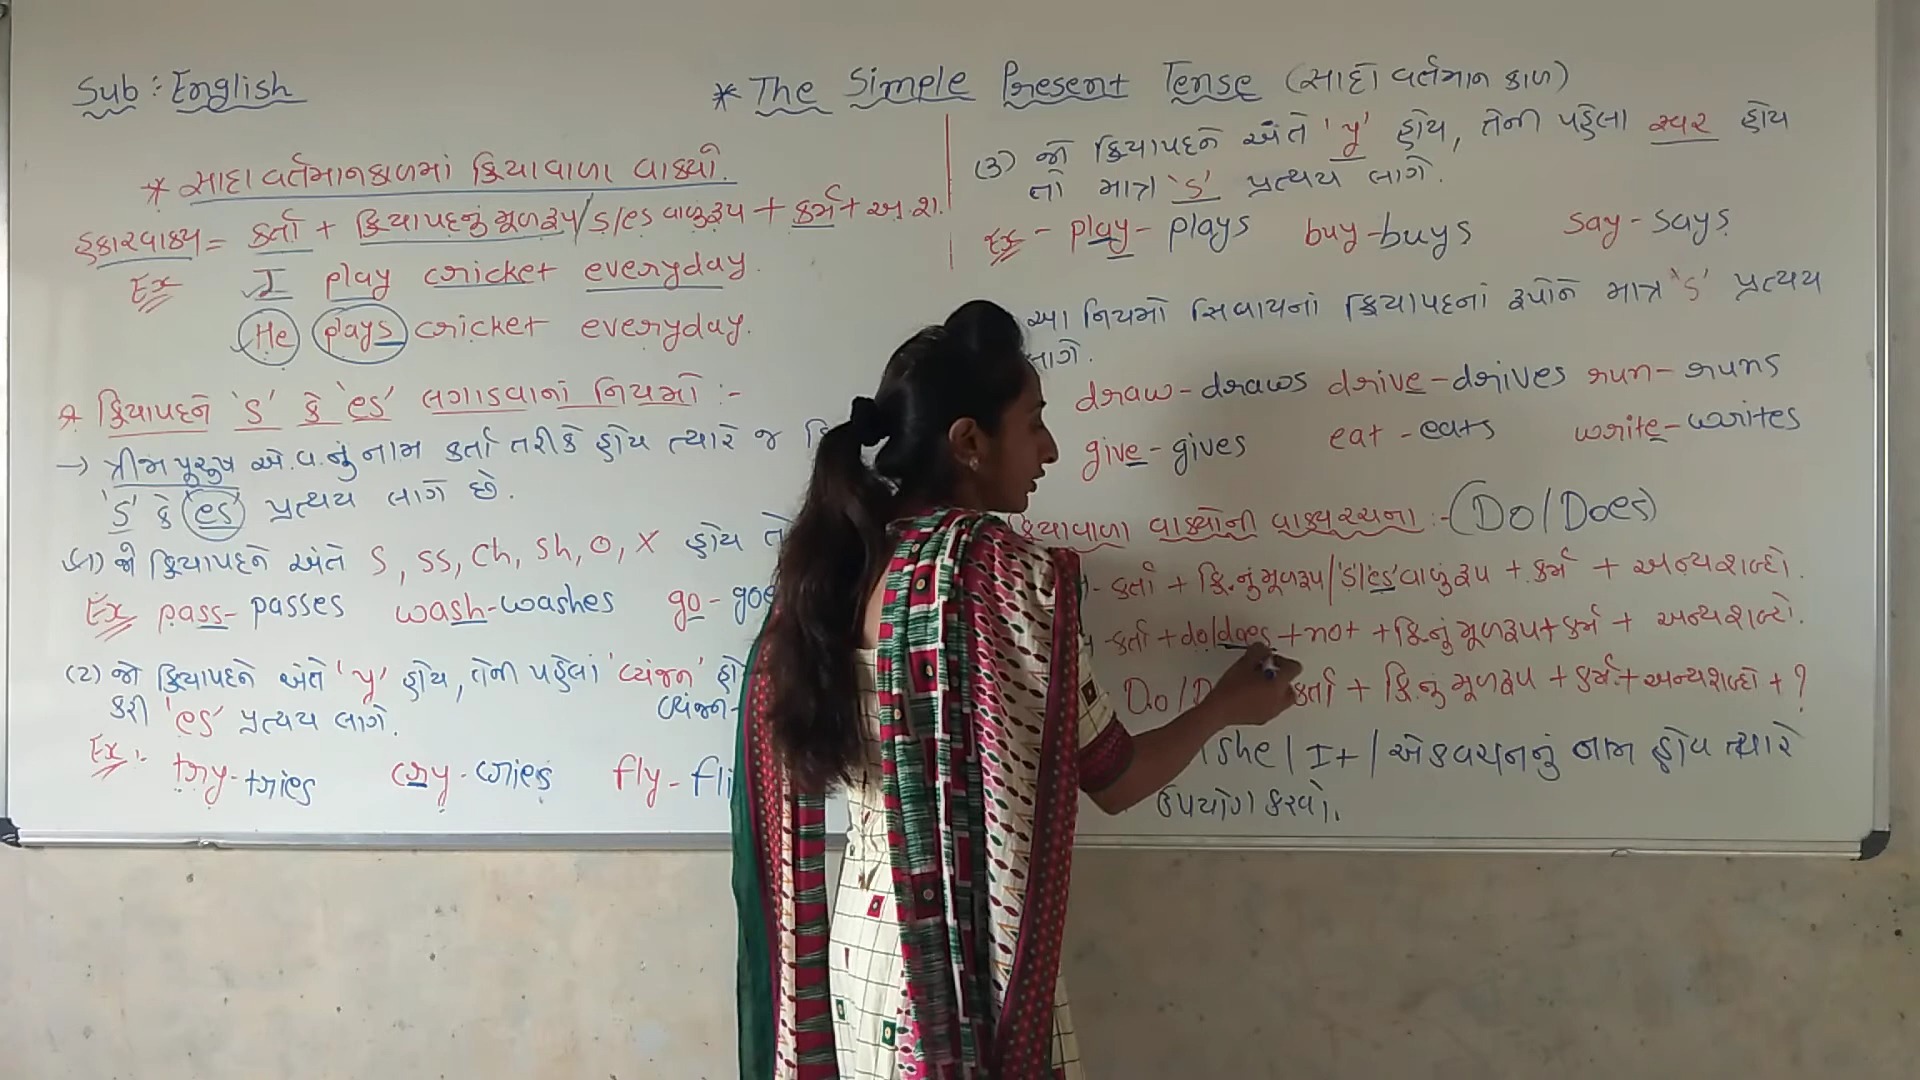 Sub : English
* The Simple Present Tense (સાદો વર્તમાન કાળ)
* સાદા વર્તમાનકાળમાં ક્રિયાવાળા વાક્યો.
હકારવાક્ય = કર્તા + ક્રિયાપદનું મૂળરૂપ/s/es વાળુંરૂપ + કર્મ + અ.શ.
Ex I play cricket everyday.
He plays cricket everyday.
* ક્રિયાપદને 's' કે 'es' લગાડવાનાં નિયમો :-
→ ત્રીજો પુરુષ એ.વ.નું નામ કર્તા તરીકે હોય ત્યારે જ
's' કે 'es' પ્રત્યય લાગે છે.
(૧) જો ક્રિયાપદને અંતે s, ss, ch, sh, o, x હોય તો
Ex pass - passes wash - washes go -
(૨) જો ક્રિયાપદને અંતે 'y' હોય, તેની પહેલાં 'વ્યંજન'
કરી 'es' પ્રત્યય લાગે. વ્યંજન -
Ex :- try - tries cry - cries fly -
(૩) જો ક્રિયાપદને અંતે 'y' હોય, તેની પહેલા સ્વર હોય
તો માત્ર 's' પ્રત્યય લાગે.
Ex - play - plays buy - buys say - says
આ નિયમો સિવાયનાં ક્રિયાપદનાં રૂપોને માત્ર 's' પ્રત્યય
લાગે.
draw - draws drive - drives run - runs
give - gives eat - eats write - writes
ક્રિયાવાળા વાક્યોની વાક્યરચના :- (Do/Does)
- કર્તા + ક્રિ.નું મૂળરૂપ/'s'/'es' વાળું રૂપ + કર્મ + અન્યશબ્દો.
- કર્તા + do/does + not + ક્રિ.નું મૂળરૂપ + કર્મ + અન્યશબ્દો.
Do/D કર્તા + ક્રિ.નું મૂળરૂપ + કર્મ + અન્યશબ્દો + ?
/ She / It / એકવચનનું નામ હોય ત્યારે
ઉપયોગ કરવો.